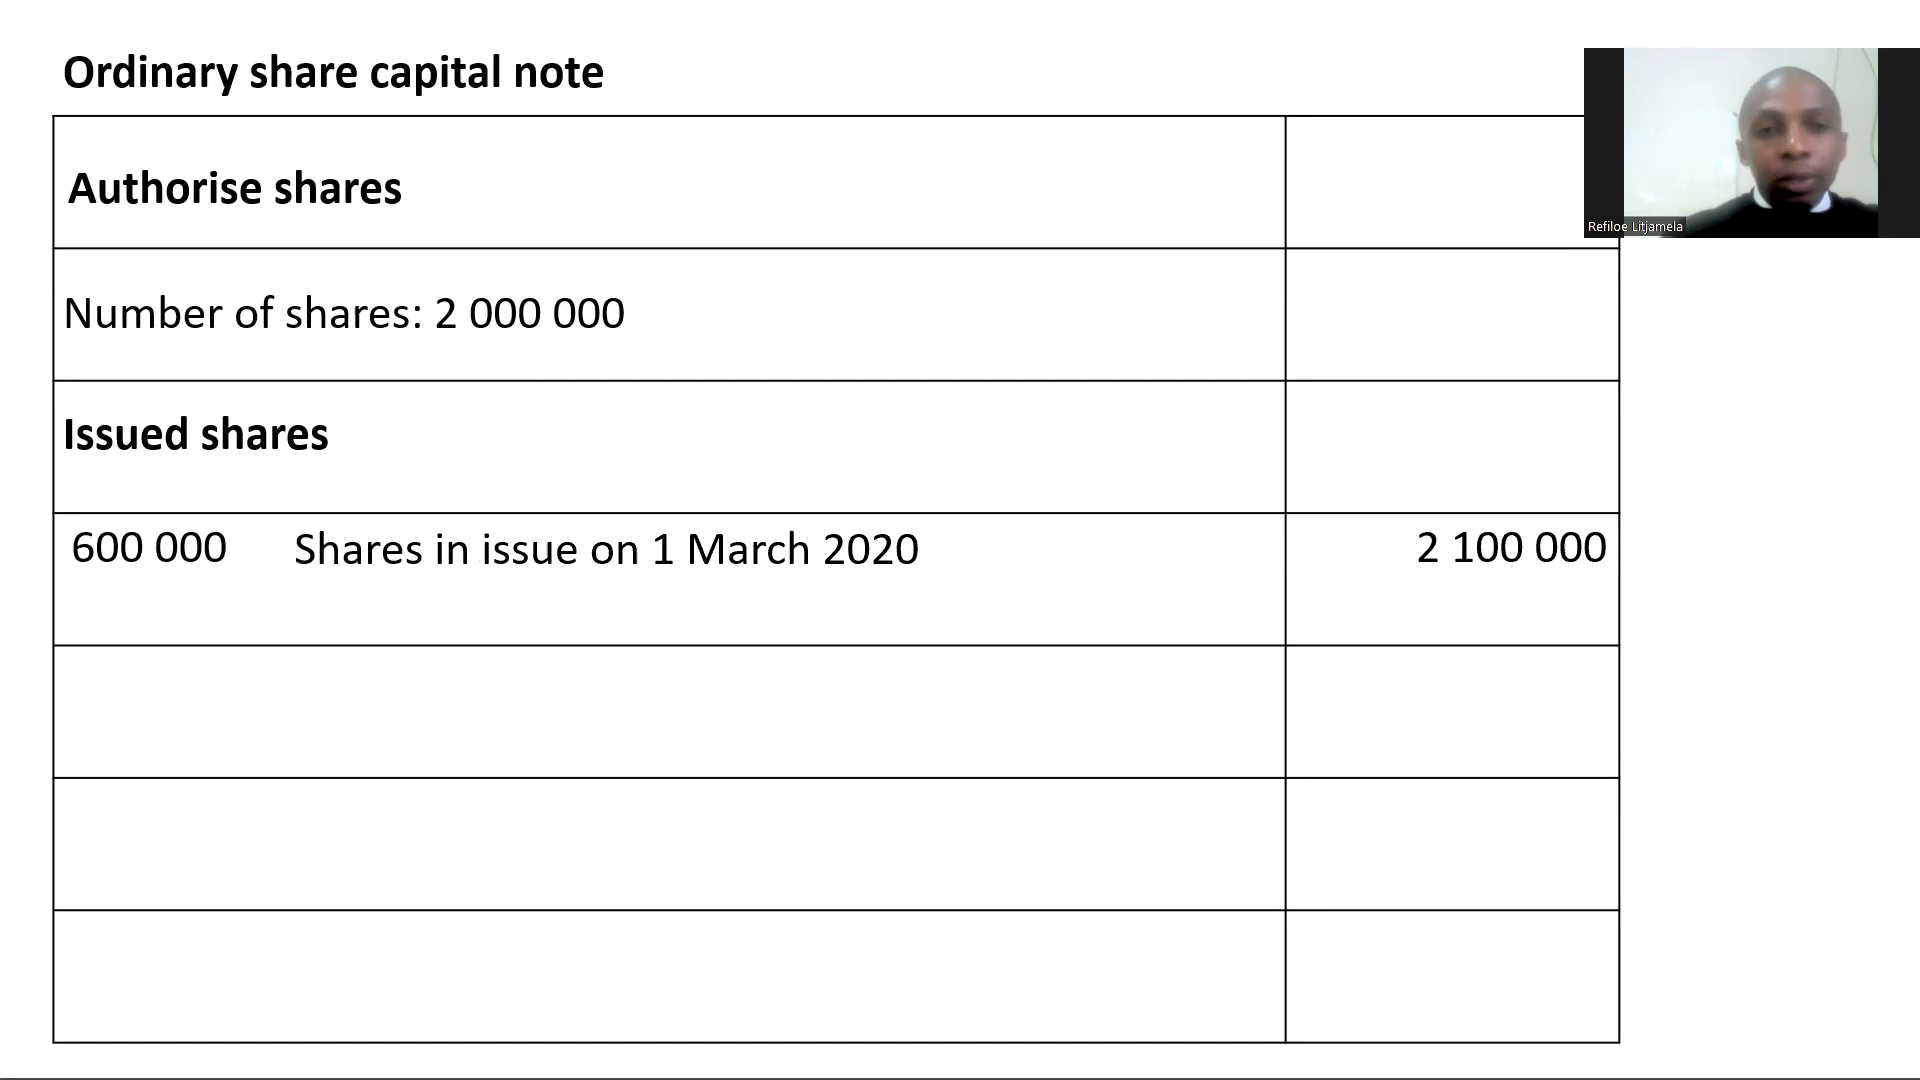 Ordinary share capital note
Authorise shares
Number of shares: 2 000 000
Issued shares
600 000 Shares in issue on 1 March 2020 2 100 000
Refiloe Litjamela